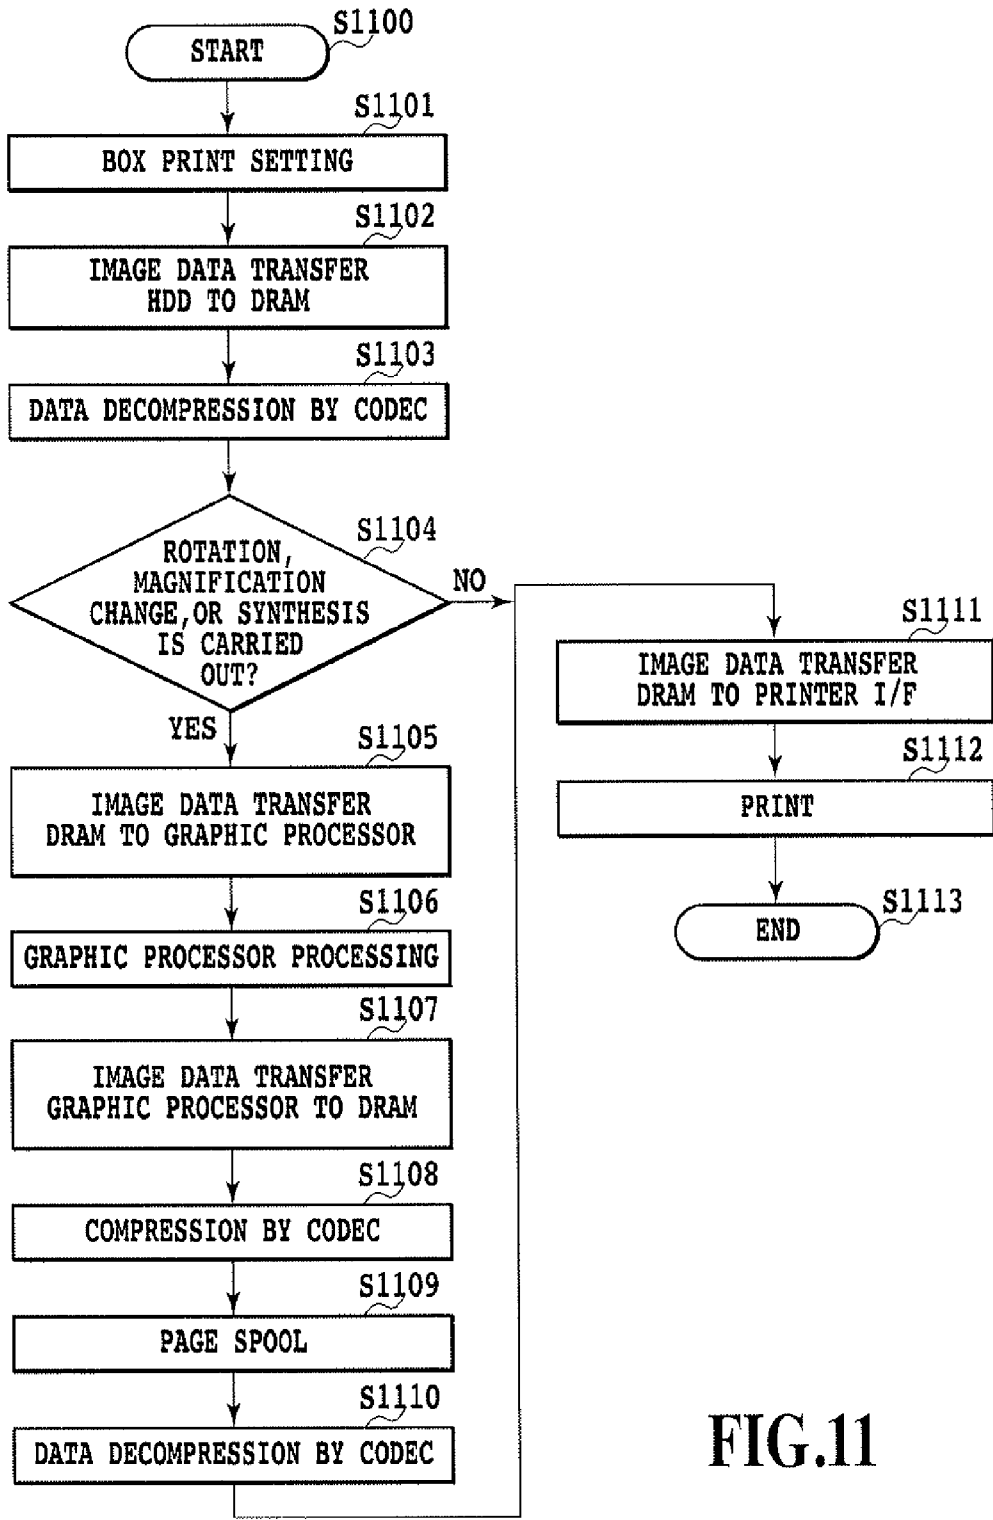 S1100
START
S1101
BOX PRINT SETTING
S1102
IMAGE DATA TRANSFER
HDD TO DRAM
S1103
DATA DECOMPRESSION BY CODEC
S1104
ROTATION,
MAGNIFICATION
CHANGE, OR SYNTHESIS
IS CARRIED
OUT?
NO
YES
S1105
IMAGE DATA TRANSFER
DRAM TO GRAPHIC PROCESSOR
S1106
GRAPHIC PROCESSOR PROCESSING
S1107
IMAGE DATA TRANSFER
GRAPHIC PROCESSOR TO DRAM
S1108
COMPRESSION BY CODEC
S1109
PAGE SPOOL
S1110
DATA DECOMPRESSION BY CODEC
S1111
IMAGE DATA TRANSFER
DRAM TO PRINTER I/F
S1112
PRINT
S1113
END
FIG.11